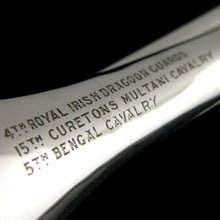 4TH ROYAL IRISH DRAGOON GUARDS
15TH CURETONS MULTANI CAVALRY
5TH BENGAL CAVALRY